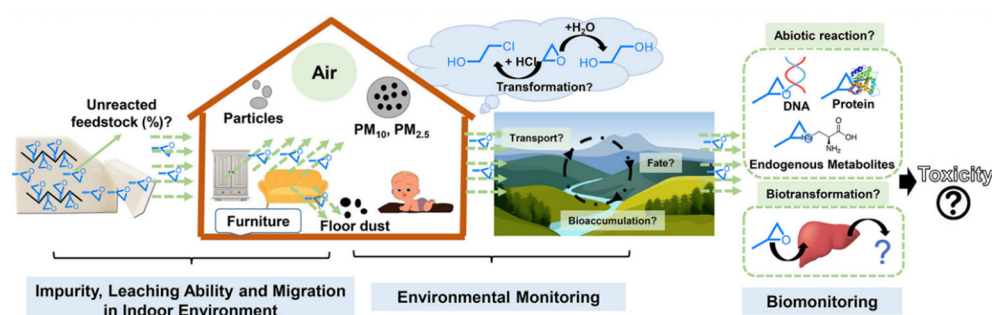 Unreacted
feedstock (%)?
Air
Particles
PM10, PM2.5
Furniture
Floor dust
HO
Cl
+ HCl
O
+H2O
HO
OH
Transformation?
Transport?
Fate?
Bioaccumulation?
Abiotic reaction?
DNA
Protein
HS
O
OH
NH2
Endogenous Metabolites
Biotransformation?
O
?
Toxicity
?
Impurity, Leaching Ability and Migration
in Indoor Environment
Environmental Monitoring
Biomonitoring